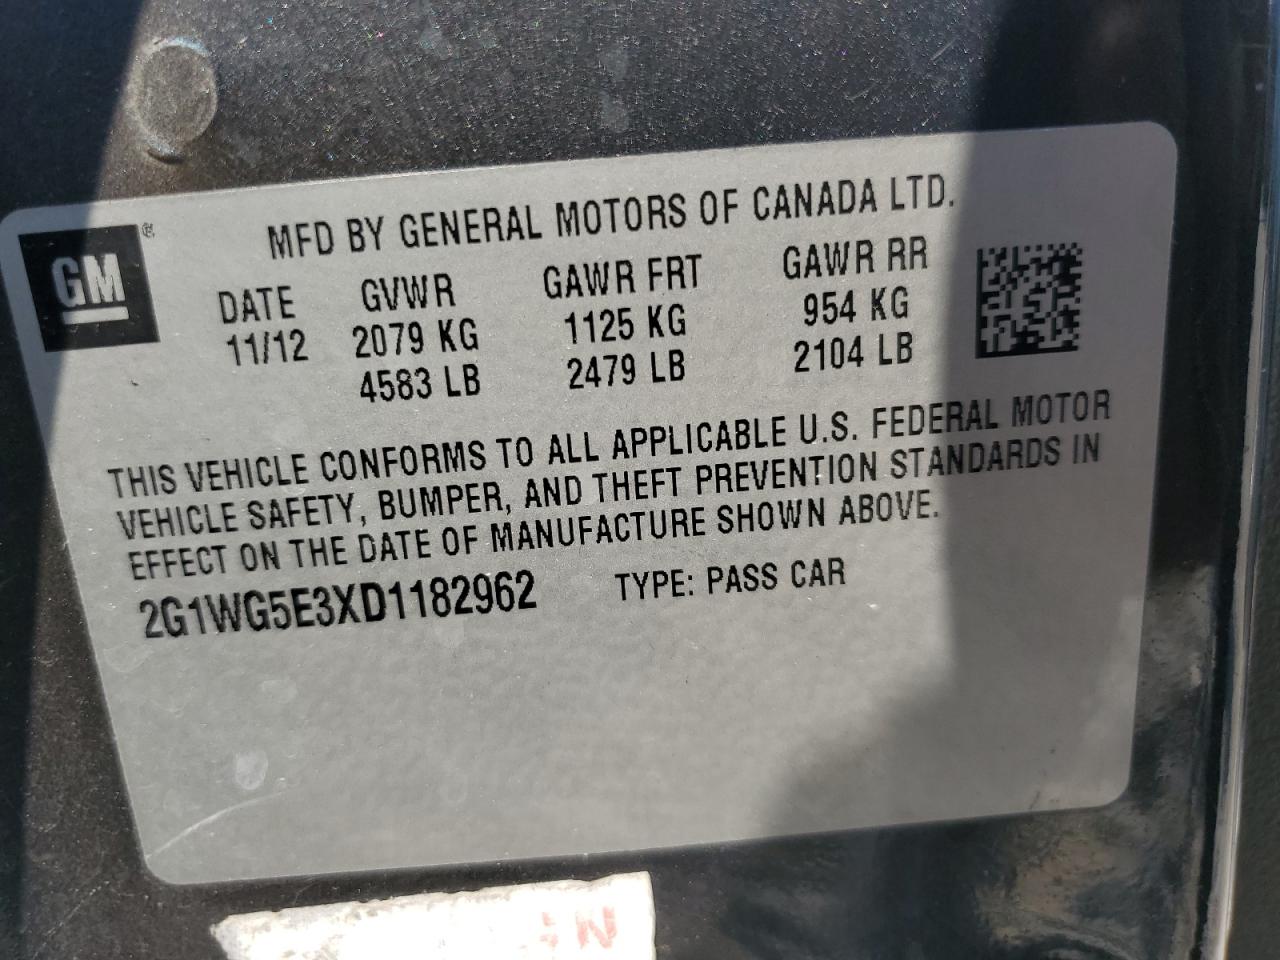 GM®
MFD BY GENERAL MOTORS OF CANADA LTD.
DATE GVWR GAWR FRT GAWR RR
11/12 2079 KG 1125 KG 954 KG
4583 LB 2479 LB 2104 LB
THIS VEHICLE CONFORMS TO ALL APPLICABLE U.S. FEDERAL MOTOR
VEHICLE SAFETY, BUMPER, AND THEFT PREVENTION STANDARDS IN
EFFECT ON THE DATE OF MANUFACTURE SHOWN ABOVE.
2G1WG5E3XD1182962 TYPE: PASS CAR